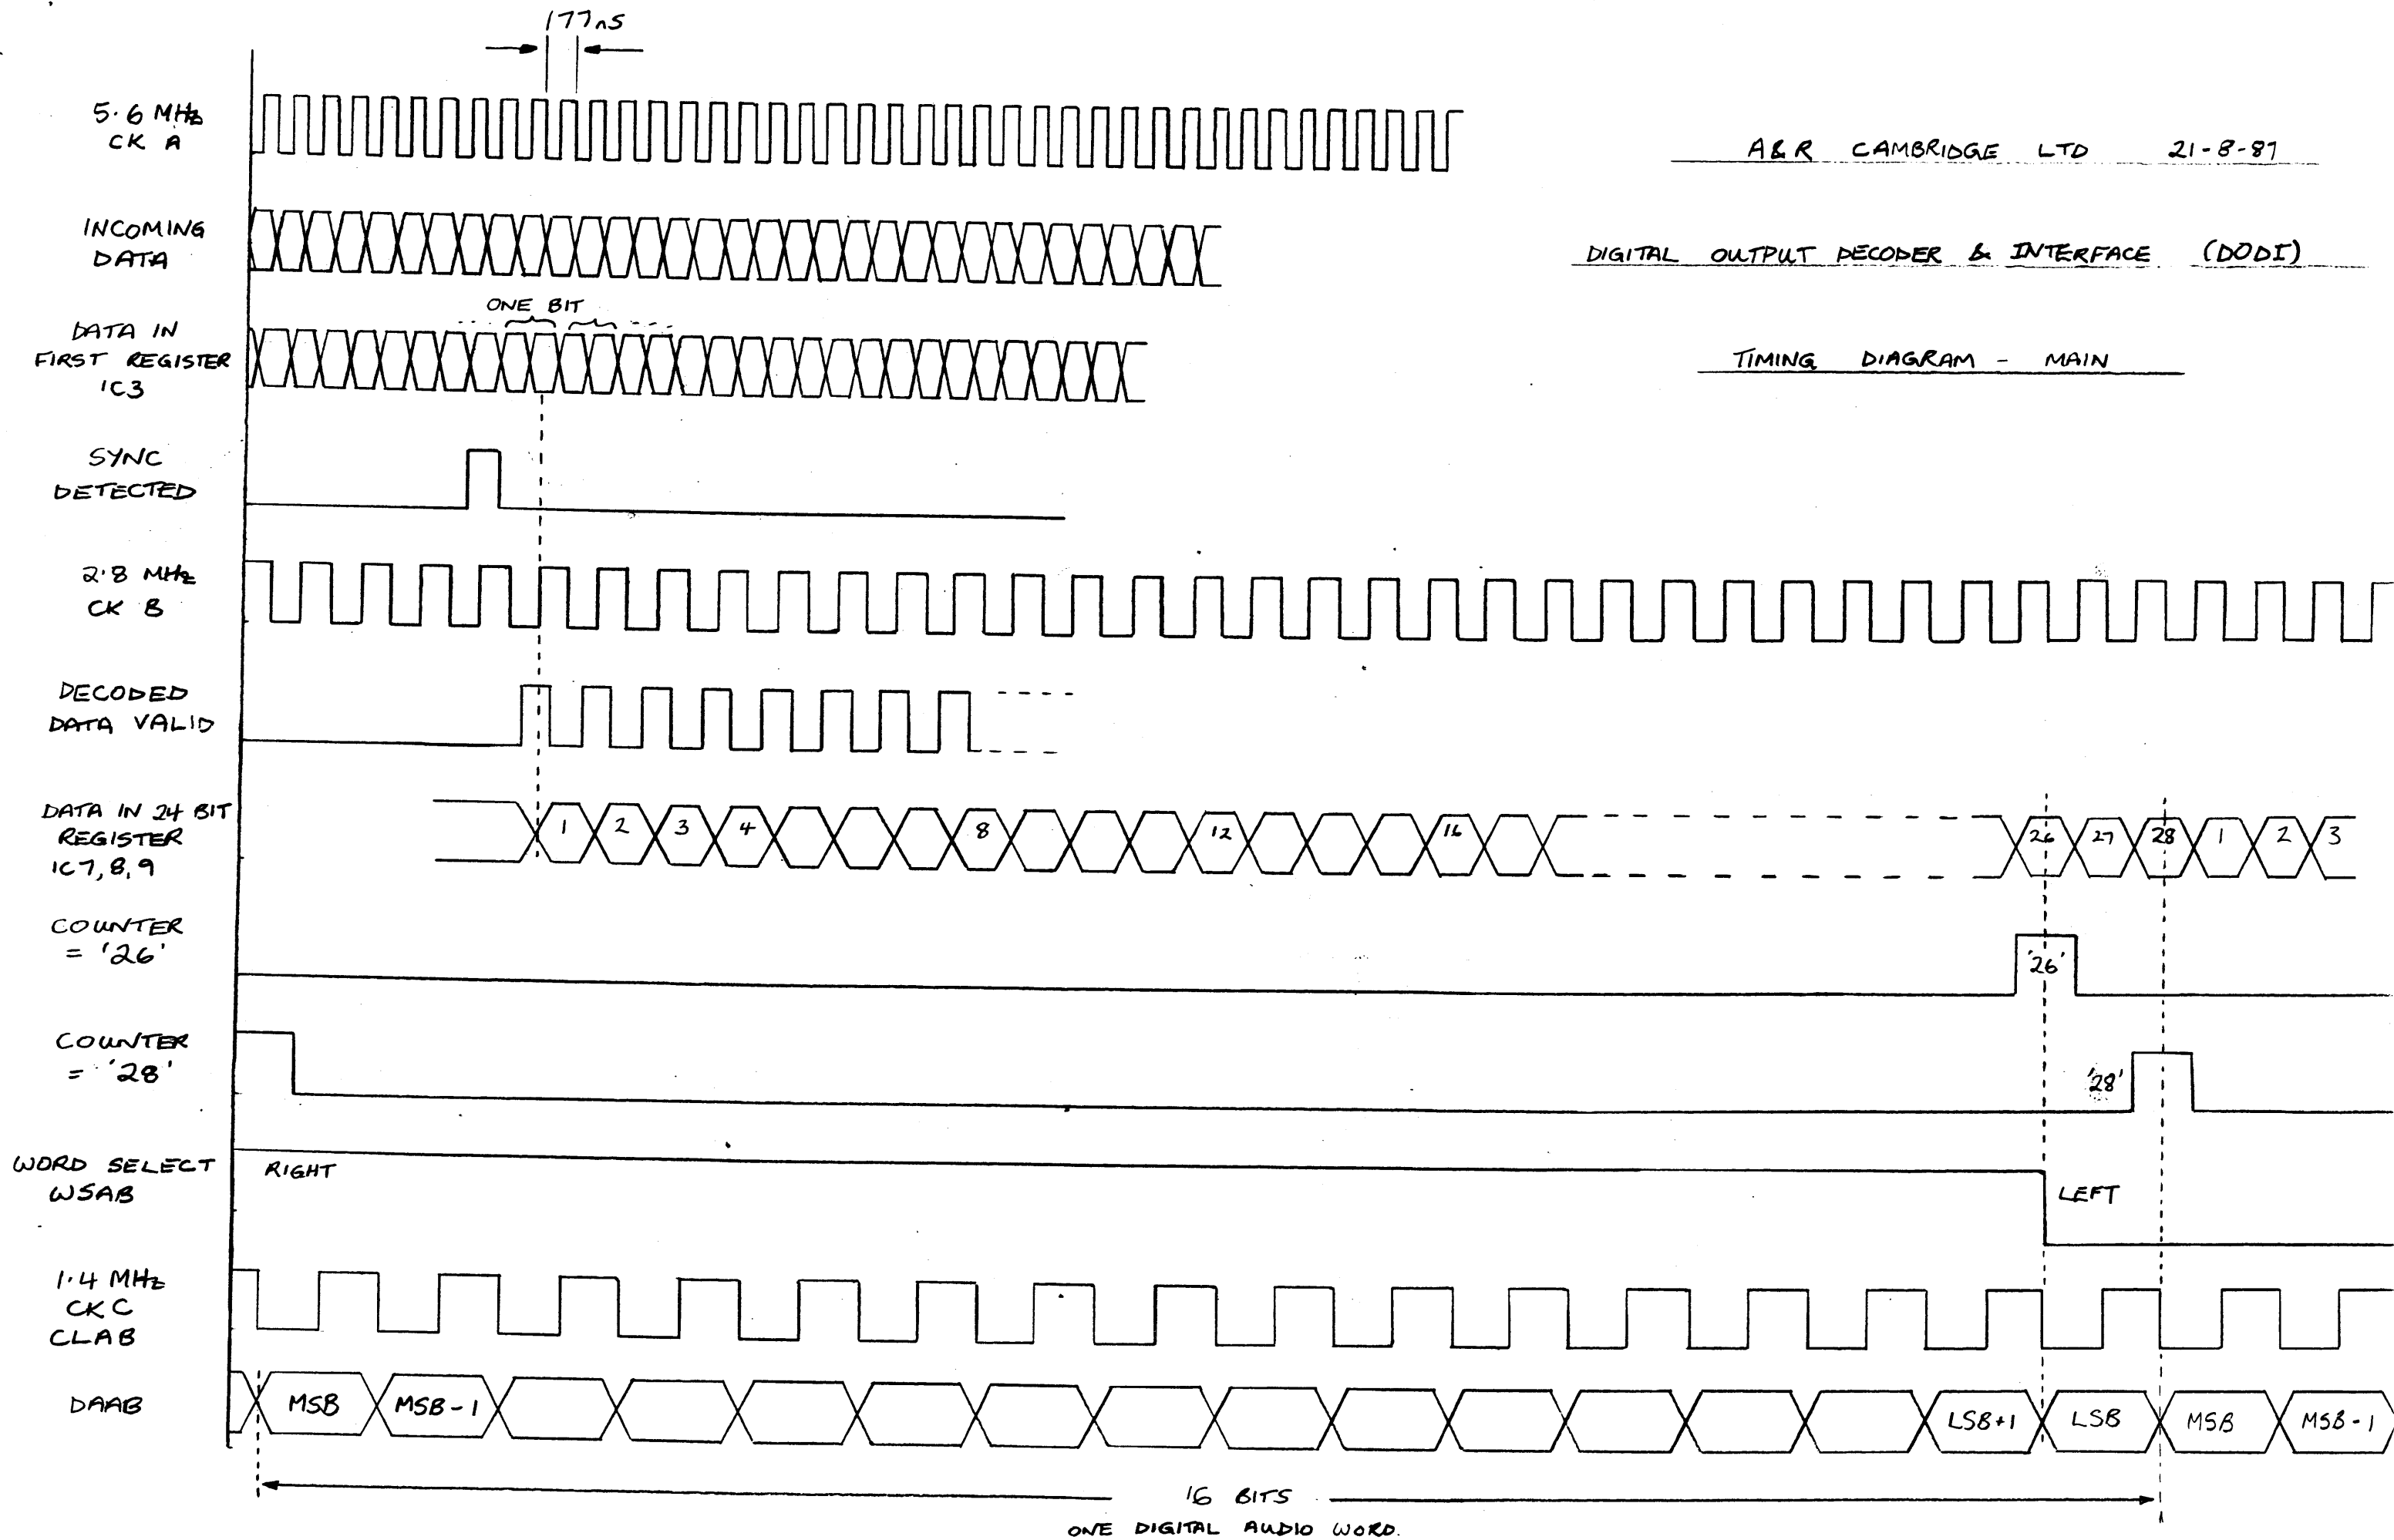 177nS
5.6 MHz
CK A
A&R CAMBRIDGE LTD 21-8-87
INCOMING
DATA
DIGITAL OUTPUT DECODER & INTERFACE (DODI)
ONE BIT
DATA IN
FIRST REGISTER
IC3
TIMING DIAGRAM - MAIN
SYNC
DETECTED
2.8 MHz
CK B
DECODED
DATA VALID
DATA IN 24 BIT
REGISTER
IC7,8,9
1 2 3 4 8 12 16 26 27 28 1 2 3
COUNTER
= '26'
'26'
COUNTER
= '28'
'28'
WORD SELECT
WSAB
RIGHT
LEFT
1.4 MHz
CK C
CLAB
DAAB
MSB MSB-1 LSB+1 LSB MSB MSB-1
16 BITS
ONE DIGITAL AUDIO WORD.